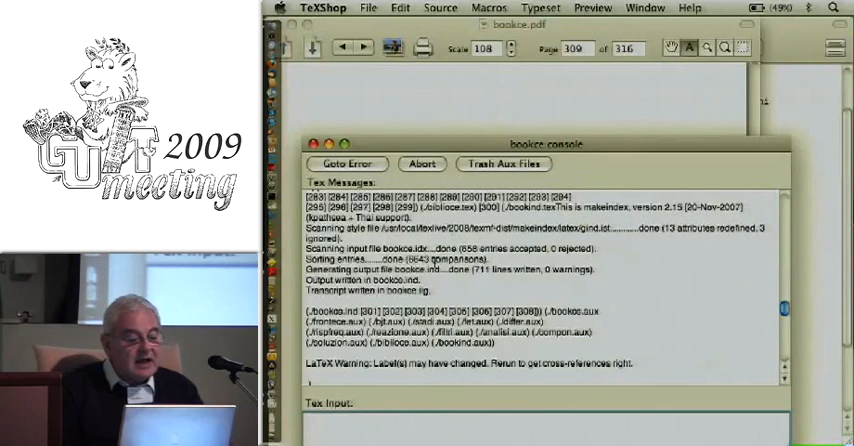 TeXShop File Edit Source Macros Typeset Preview Window Help (49%)
bookce.pdf
Scale 108 Page 309 of 316
GUIT 2009
meeting
bookce console
Goto Error Abort Trash Aux Files
Tex Messages:
[283] [284] [285] [286] [287] [288] [289] [290] [291] [292] [293] [294]
[295] [296] [297] [298] [299]) (./biblioce.tex) [300] (./bookind.texThis is makeindex, version 2.15 [20-Nov-2007]
(kpathsea + Thai support).
Scanning style file /usr/local/texlive/2008/texmf-dist/makeindex/latex/gind.ist...........done (13 attributes redefined, 3
ignored).
Scanning input file bookce.idx....done (658 entries accepted, 0 rejected).
Sorting entries.......done (6643 comparisons).
Generating output file bookce.ind....done (711 lines written, 0 warnings).
Output written in bookce.ind.
Transcript written in bookce.ilg.
(./bookce.ind [301] [302] [303] [304] [305] [306] [307] [308])) (./bookce.aux
(./frontece.aux) (./bjt.aux) (./stadi.aux) (./fet.aux) (./differ.aux)
(./rispfreq.aux) (./reazione.aux) (./filtri.aux) (./analisi.aux) (./compon.aux)
(./soluzion.aux) (./biblioce.aux) (./bookind.aux))
LaTeX Warning: Label(s) may have changed. Rerun to get cross-references right.
)
Tex Input: